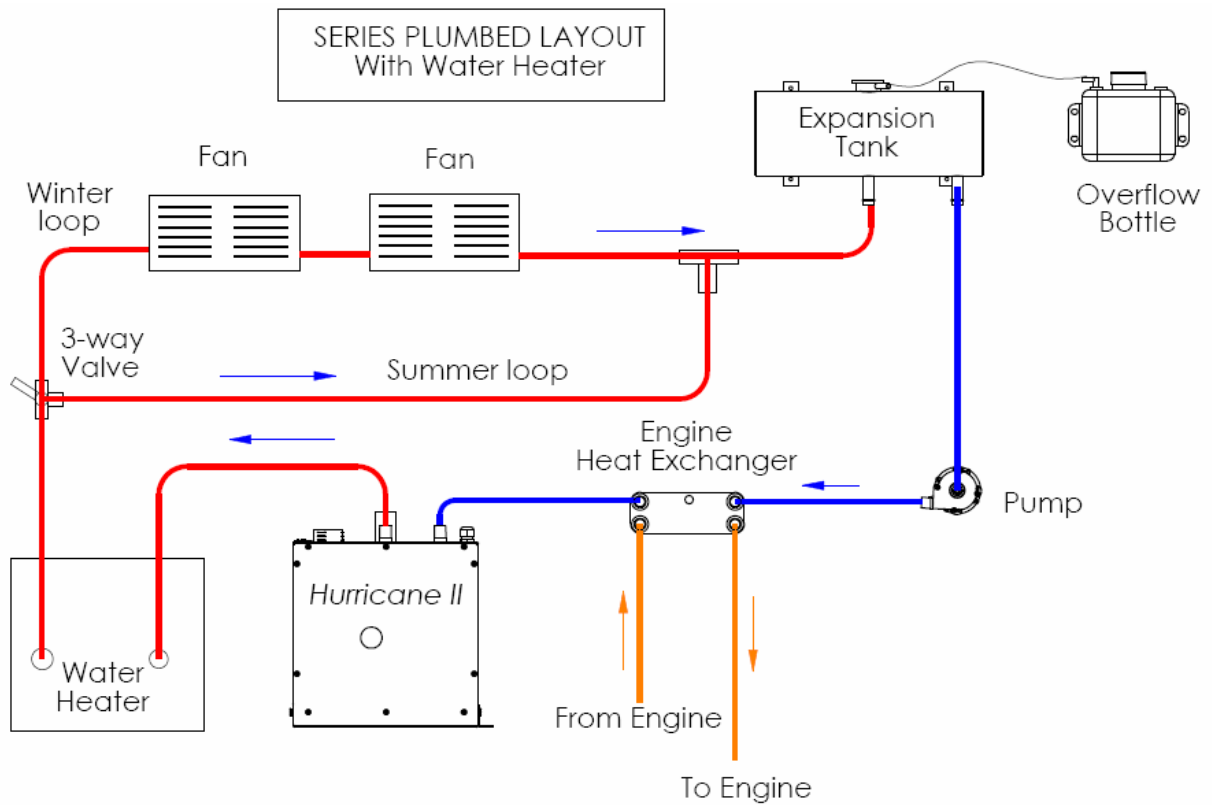 SERIES PLUMBED LAYOUT
With Water Heater
Expansion
Tank
Overflow
Bottle
Fan
Fan
Winter
loop
3-way
Valve
Summer loop
Engine
Heat Exchanger
Pump
Hurricane II
Water
Heater
From Engine
To Engine